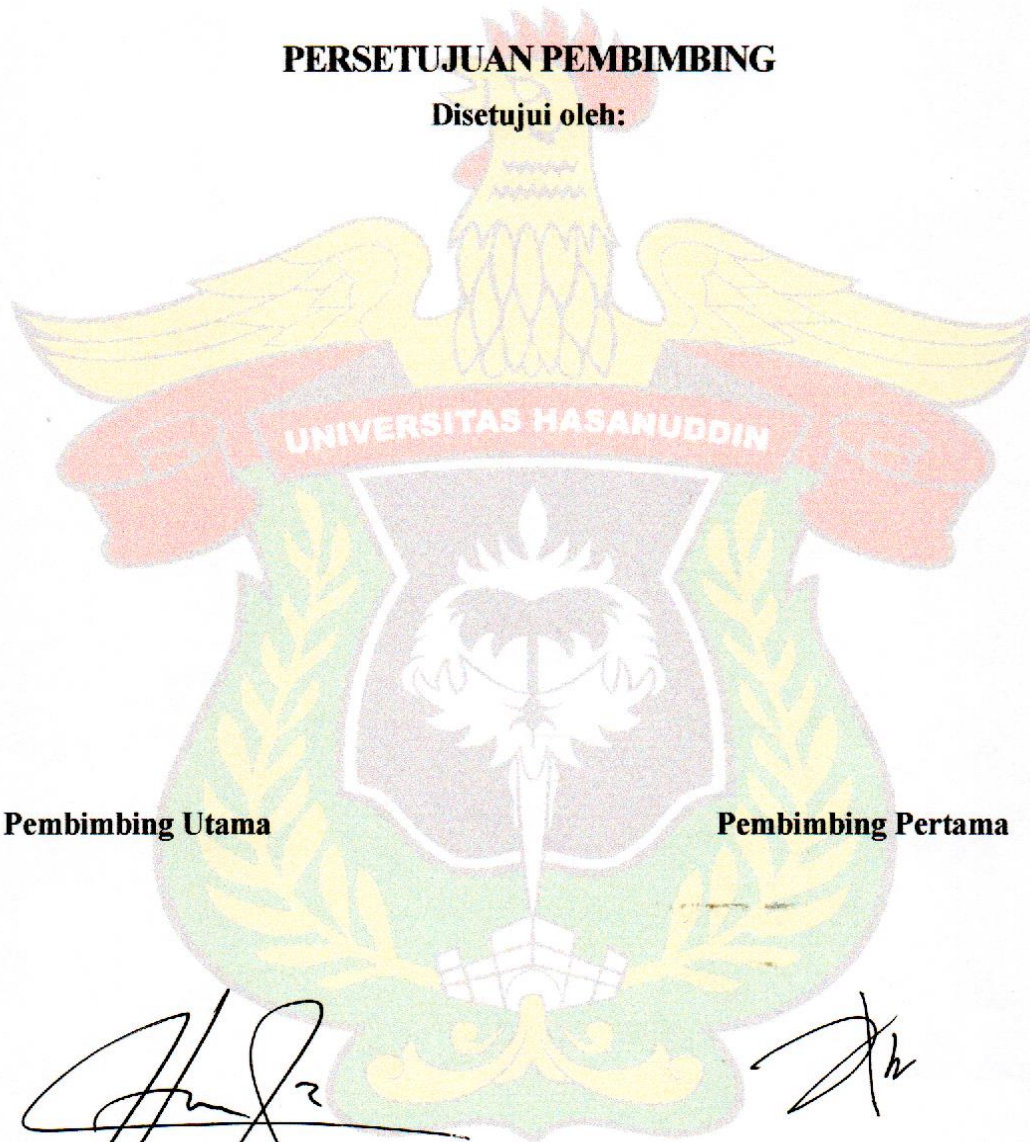 PERSETUJUAN PEMBIMBING
Disetujui oleh:
UNIVERSITAS HASANUDDIN
Pembimbing Utama
Pembimbing Pertama